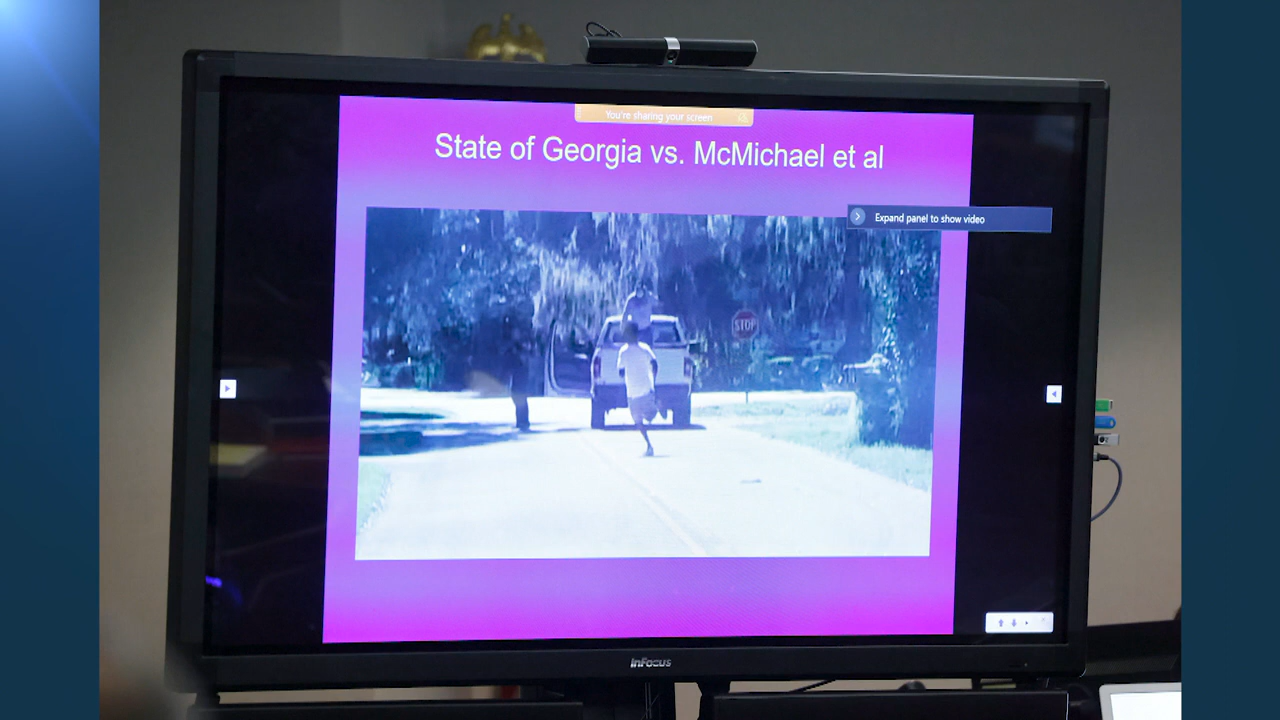 You're sharing your screen
State of Georgia vs. McMichael et al
Expand panel to show video
STOP
InFocus